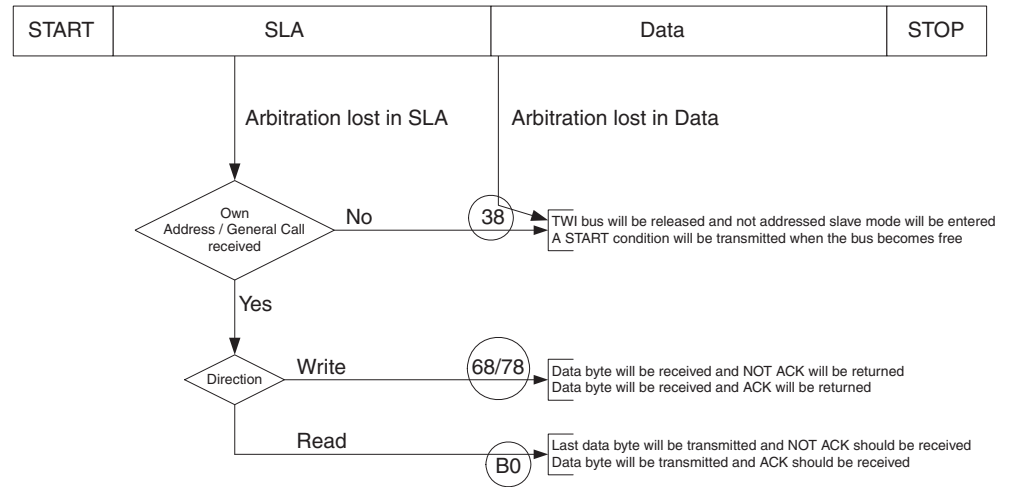 START SLA Data STOP
Arbitration lost in SLA Arbitration lost in Data
Own
Address / General Call
received
No
38
TWI bus will be released and not addressed slave mode will be entered
A START condition will be transmitted when the bus becomes free
Yes
Direction
Write
68/78
Data byte will be received and NOT ACK will be returned
Data byte will be received and ACK will be returned
Read
B0
Last data byte will be transmitted and NOT ACK should be received
Data byte will be transmitted and ACK should be received